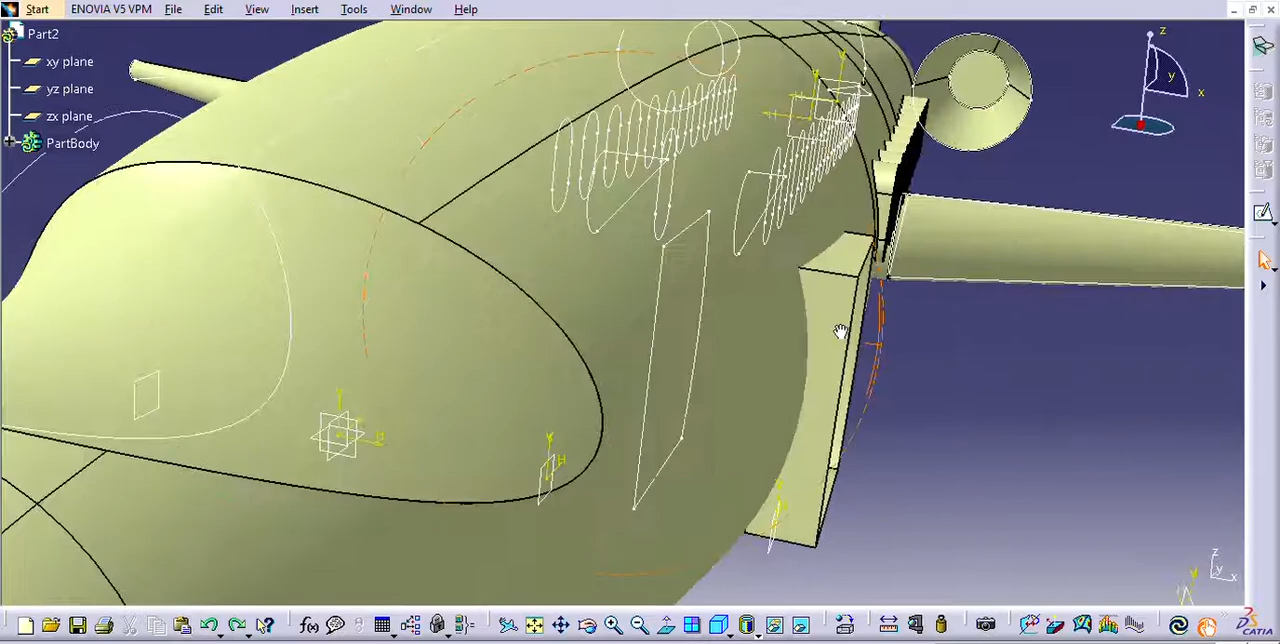 Start ENOVIA V5 VPM File Edit View Insert Tools Window Help
Part2
xy plane
yz plane
zx plane
PartBody
z
y
x
V
H
z
y
x
f(x)
CATIA